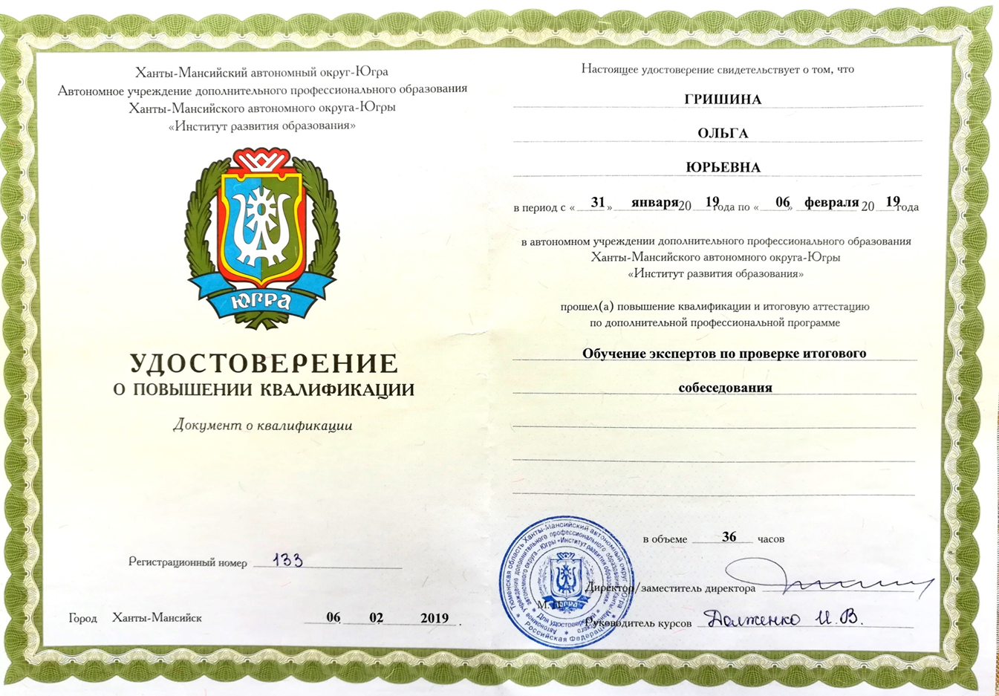 Ханты-Мансийский автономный округ-Югра
Автономное учреждение дополнительного профессионального образования
Ханты-Мансийского автономного округа-Югры
«Институт развития образования»
ЮГРА
УДОСТОВЕРЕНИЕ
О ПОВЫШЕНИИ КВАЛИФИКАЦИИ
Документ о квалификации
Регистрационный номер 133
Город Ханты-Мансийск 06 02 2019 .
Настоящее удостоверение свидетельствует о том, что
ГРИШИНА
ОЛЬГА
ЮРЬЕВНА
в период с « 31 » января 20 19 года по « 06 » февраля 20 19 года
в автономном учреждении дополнительного профессионального образования
Ханты-Мансийского автономного округа-Югры
«Институт развития образования»
прошел(а) повышение квалификации и итоговую аттестацию
по дополнительной профессиональной программе
Обучение экспертов по проверке итогового
собеседования
в объеме 36 часов
Директор/заместитель директора
М.
Руководитель курсов Долженко И.В.
Тюменская область Ханты-Мансийский автономный округ - Югра
Российская Федерация
Автономное учреждение дополнительного профессионального образования Ханты-Мансийского
автономного округа – Югры «Институт развития образования»
Для удостоверений